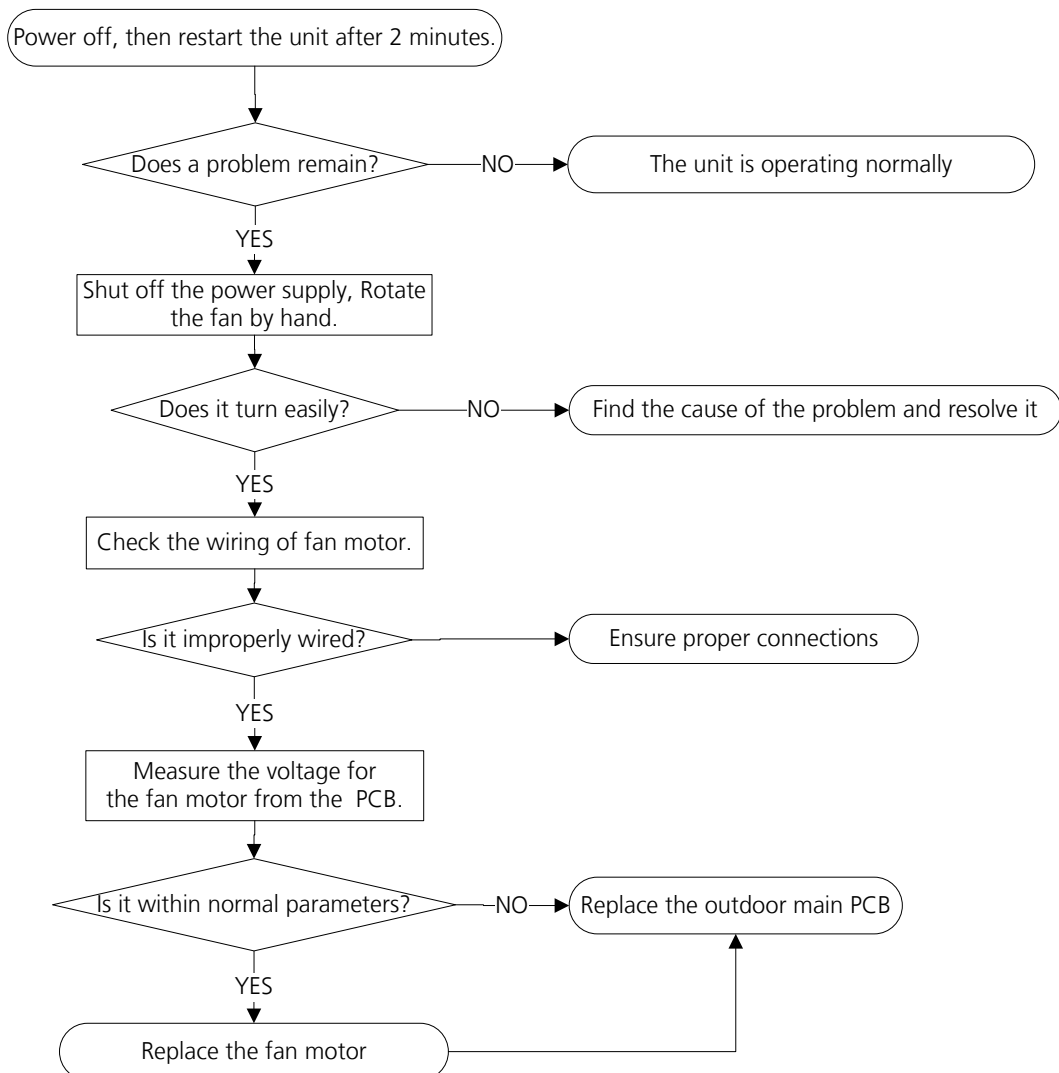 Power off, then restart the unit after 2 minutes.
Does a problem remain?
NO
The unit is operating normally
YES
Shut off the power supply, Rotate
the fan by hand.
Does it turn easily?
NO
Find the cause of the problem and resolve it
YES
Check the wiring of fan motor.
Is it improperly wired?
Ensure proper connections
YES
Measure the voltage for
the fan motor from the PCB.
Is it within normal parameters?
NO
Replace the outdoor main PCB
YES
Replace the fan motor